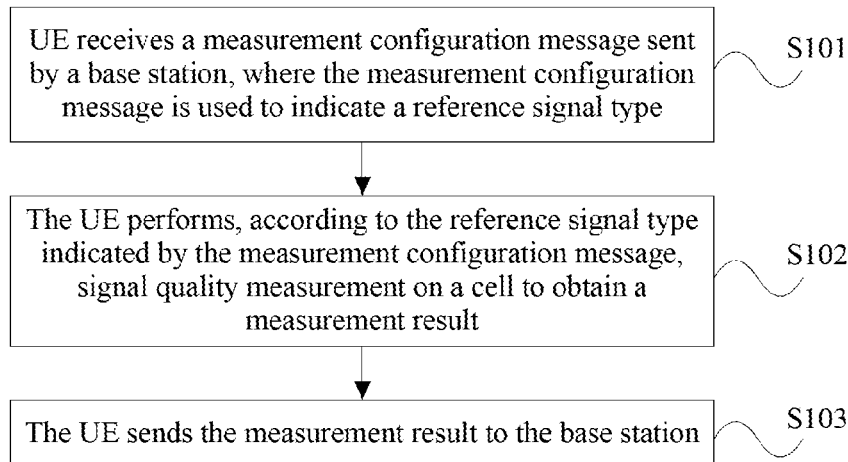 UE receives a measurement configuration message sent
by a base station, where the measurement configuration
message is used to indicate a reference signal type
S101
The UE performs, according to the reference signal type
indicated by the measurement configuration message,
signal quality measurement on a cell to obtain a
measurement result
S102
The UE sends the measurement result to the base station
S103